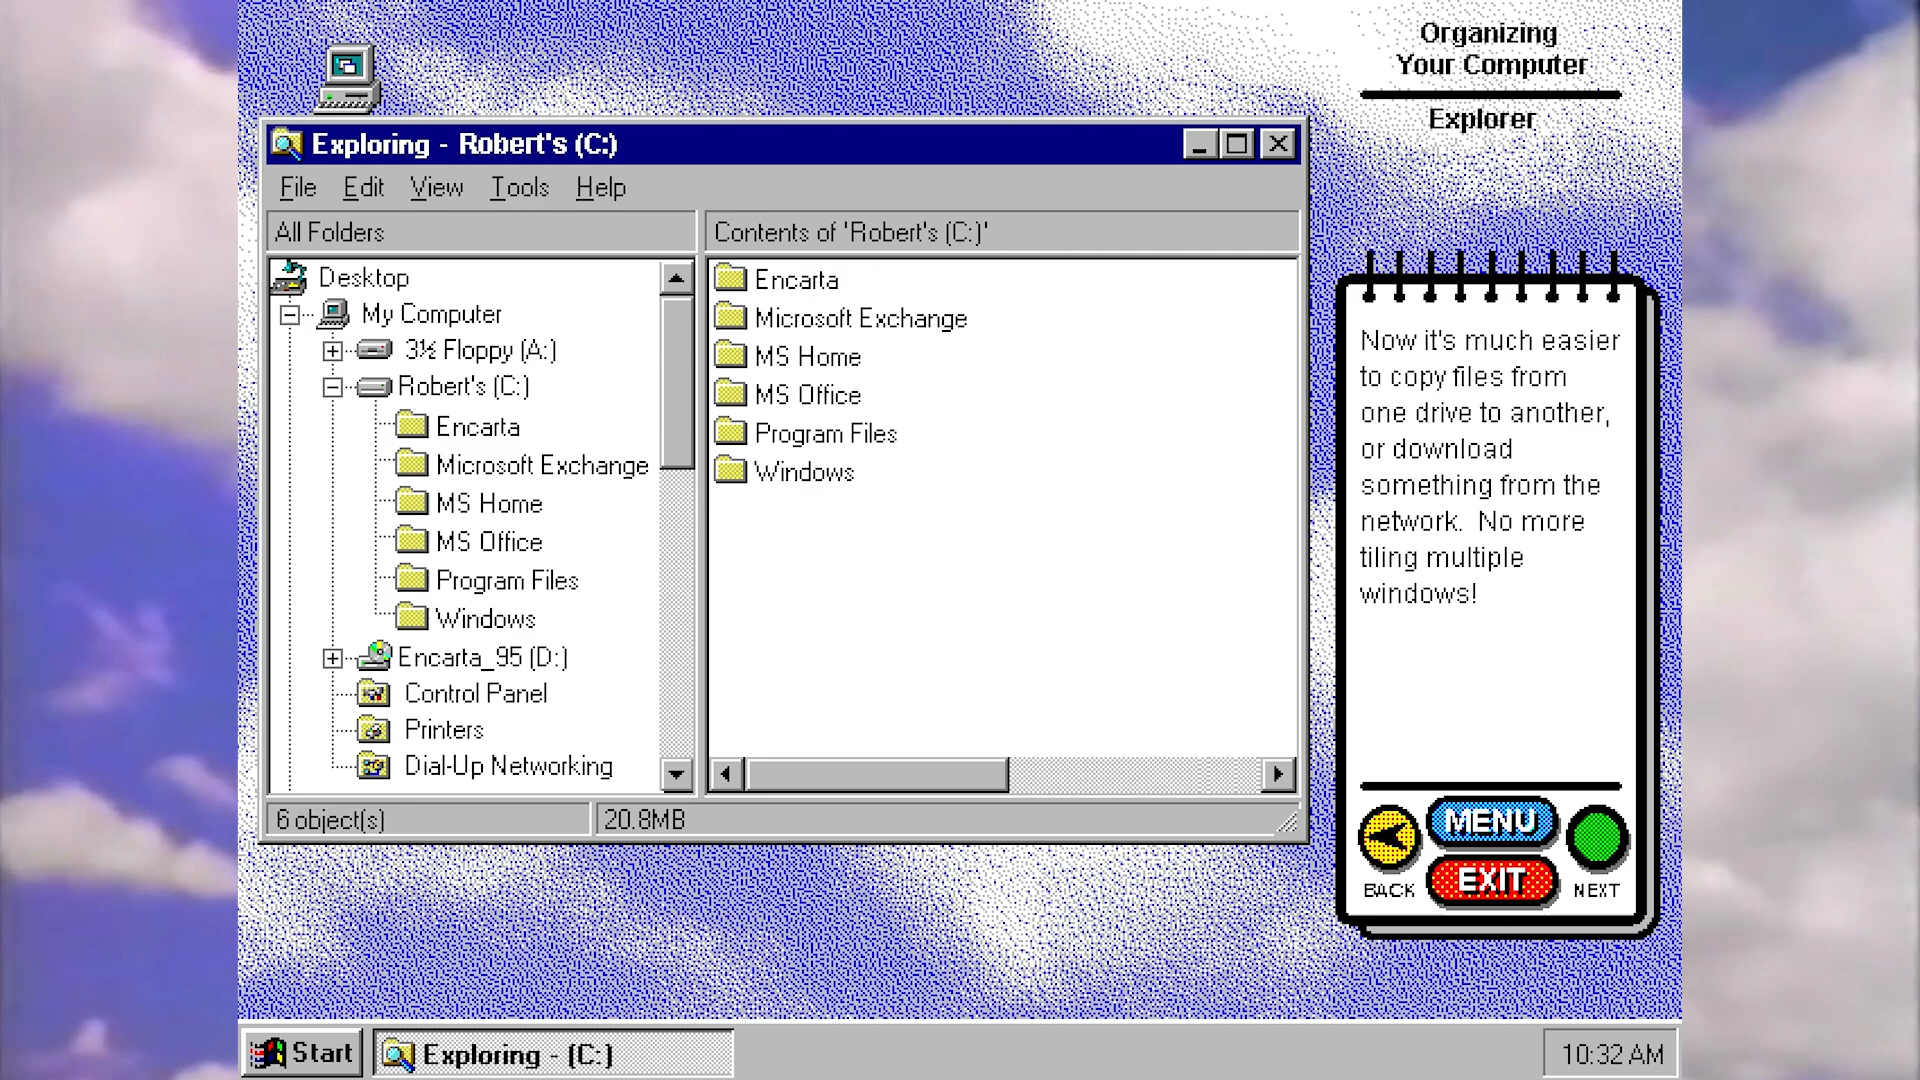 Organizing
Your Computer
Explorer
Exploring - Robert's (C:)
File Edit View Tools Help
All Folders
Contents of 'Robert's (C:)'
Desktop
My Computer
3½ Floppy (A:)
Robert's (C:)
Encarta
Microsoft Exchange
MS Home
MS Office
Program Files
Windows
Encarta_95 (D:)
Control Panel
Printers
Dial-Up Networking
Encarta
Microsoft Exchange
MS Home
MS Office
Program Files
Windows
6 object(s)
20.8MB
Now it's much easier
to copy files from
one drive to another,
or download
something from the
network.  No more
tiling multiple
windows!
MENU
EXIT
BACK
NEXT
Start
Exploring - (C:)
10:32 AM